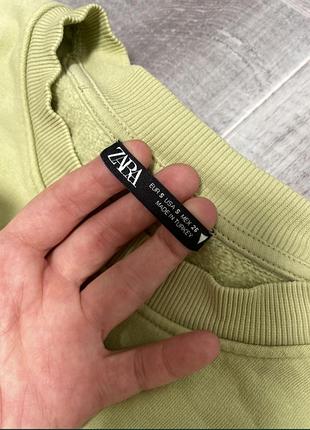 ZARA
EUR S USA S MEX 26
MADE IN TURKEY